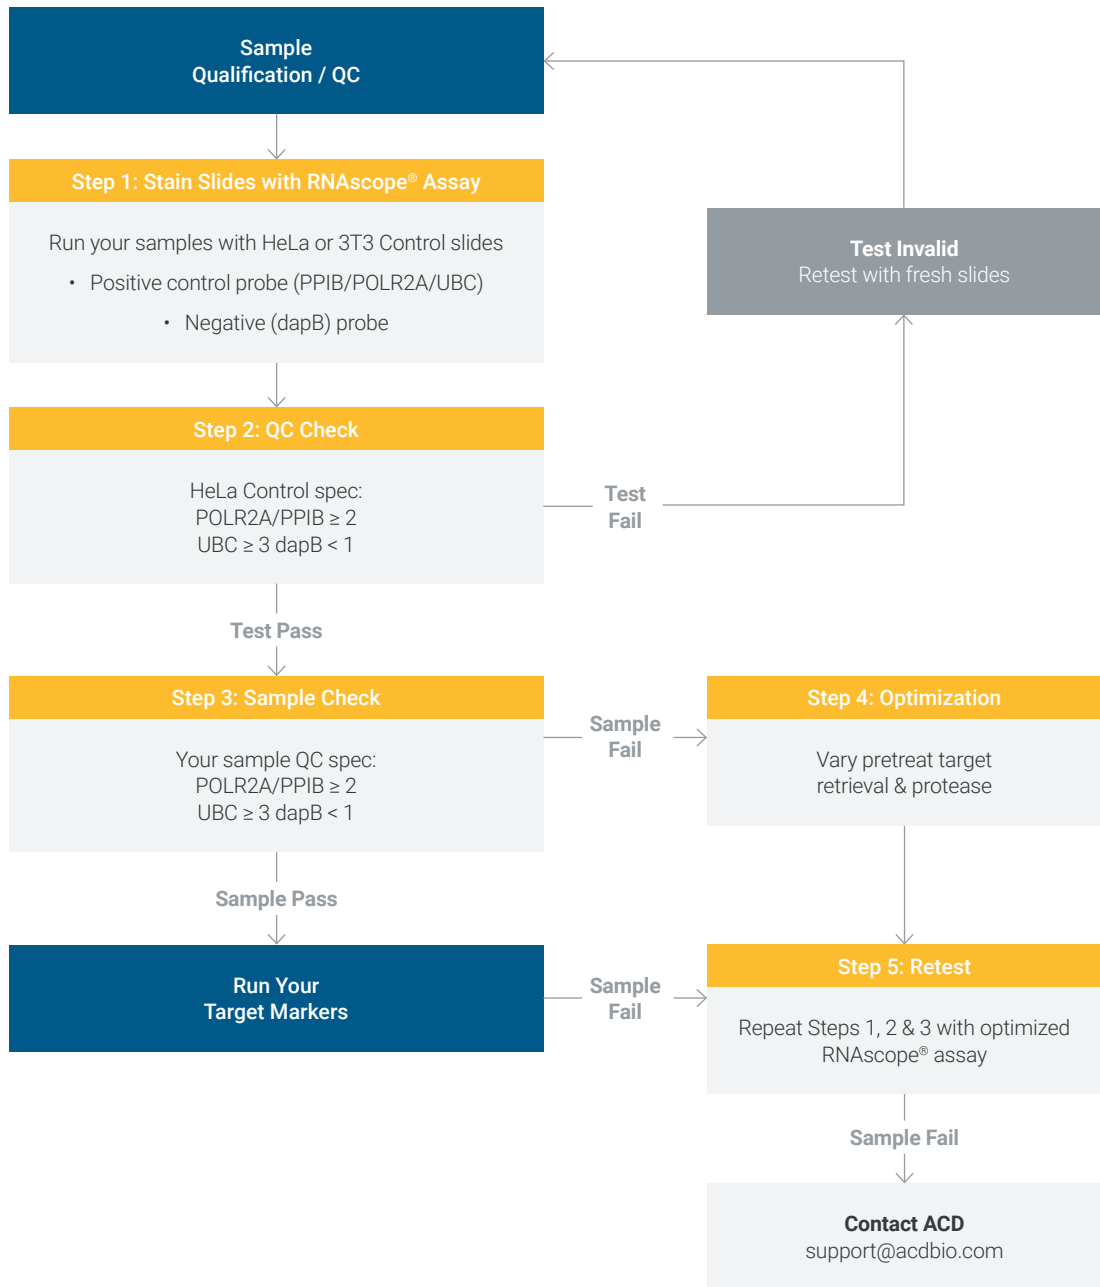 Sample
Qualification / QC
Step 1: Stain Slides with RNAscope® Assay
Run your samples with HeLa or 3T3 Control slides
• Positive control probe (PPIB/POLR2A/UBC)
• Negative (dapB) probe
Test Invalid
Retest with fresh slides
Step 2: QC Check
HeLa Control spec:
POLR2A/PPIB ≥ 2
UBC ≥ 3 dapB < 1
Test
Fail
Test Pass
Step 3: Sample Check
Your sample QC spec:
POLR2A/PPIB ≥ 2
UBC ≥ 3 dapB < 1
Sample
Fail
Step 4: Optimization
Vary pretreat target
retrieval & protease
Sample Pass
Run Your
Target Markers
Sample
Fail
Step 5: Retest
Repeat Steps 1, 2 & 3 with optimized
RNAscope® assay
Sample Fail
Contact ACD
support@acdbio.com